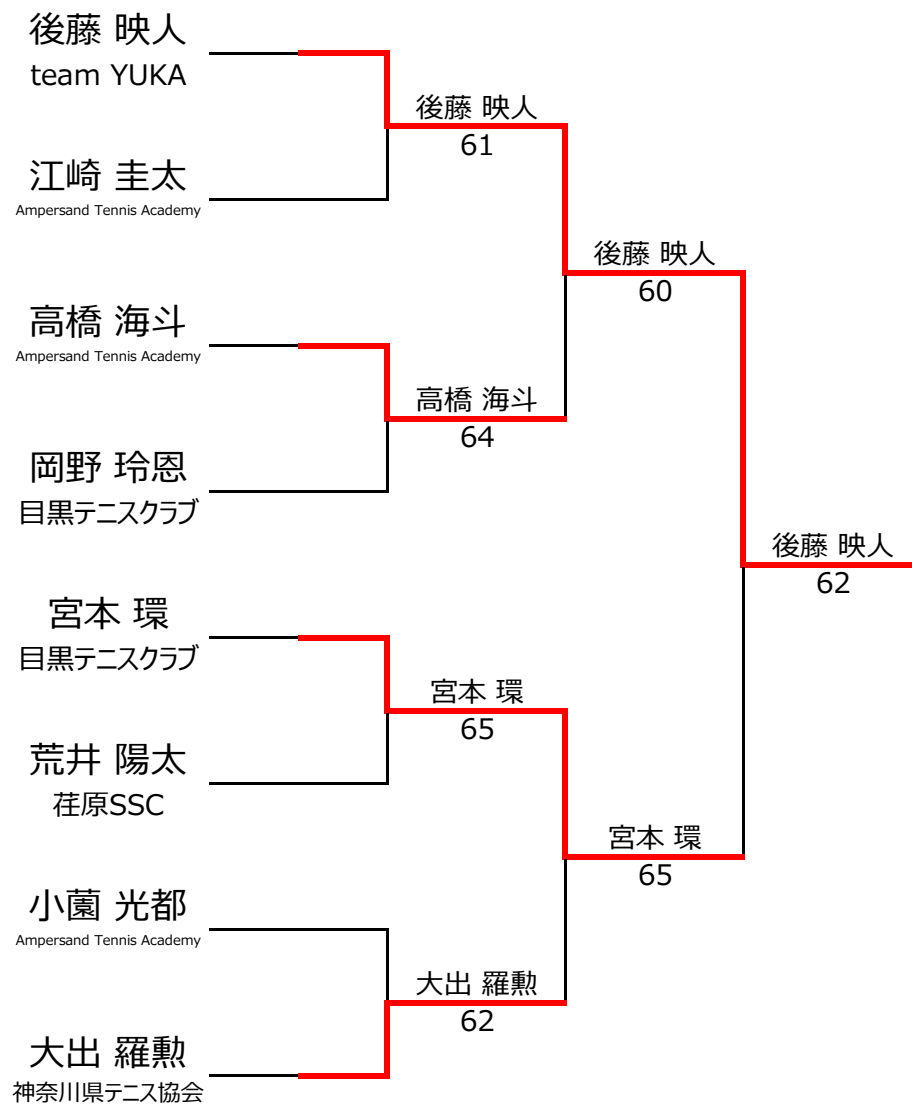 後藤 映人
team YUKA
後藤 映人
61
江崎 圭太
Ampersand Tennis Academy
後藤 映人
60
高橋 海斗
Ampersand Tennis Academy
高橋 海斗
64
岡野 玲恩
目黒テニスクラブ
後藤 映人
62
宮本 環
目黒テニスクラブ
宮本 環
65
荒井 陽太
荏原SSC
宮本 環
65
小薗 光都
Ampersand Tennis Academy
大出 羅勲
62
大出 羅勲
神奈川県テニス協会